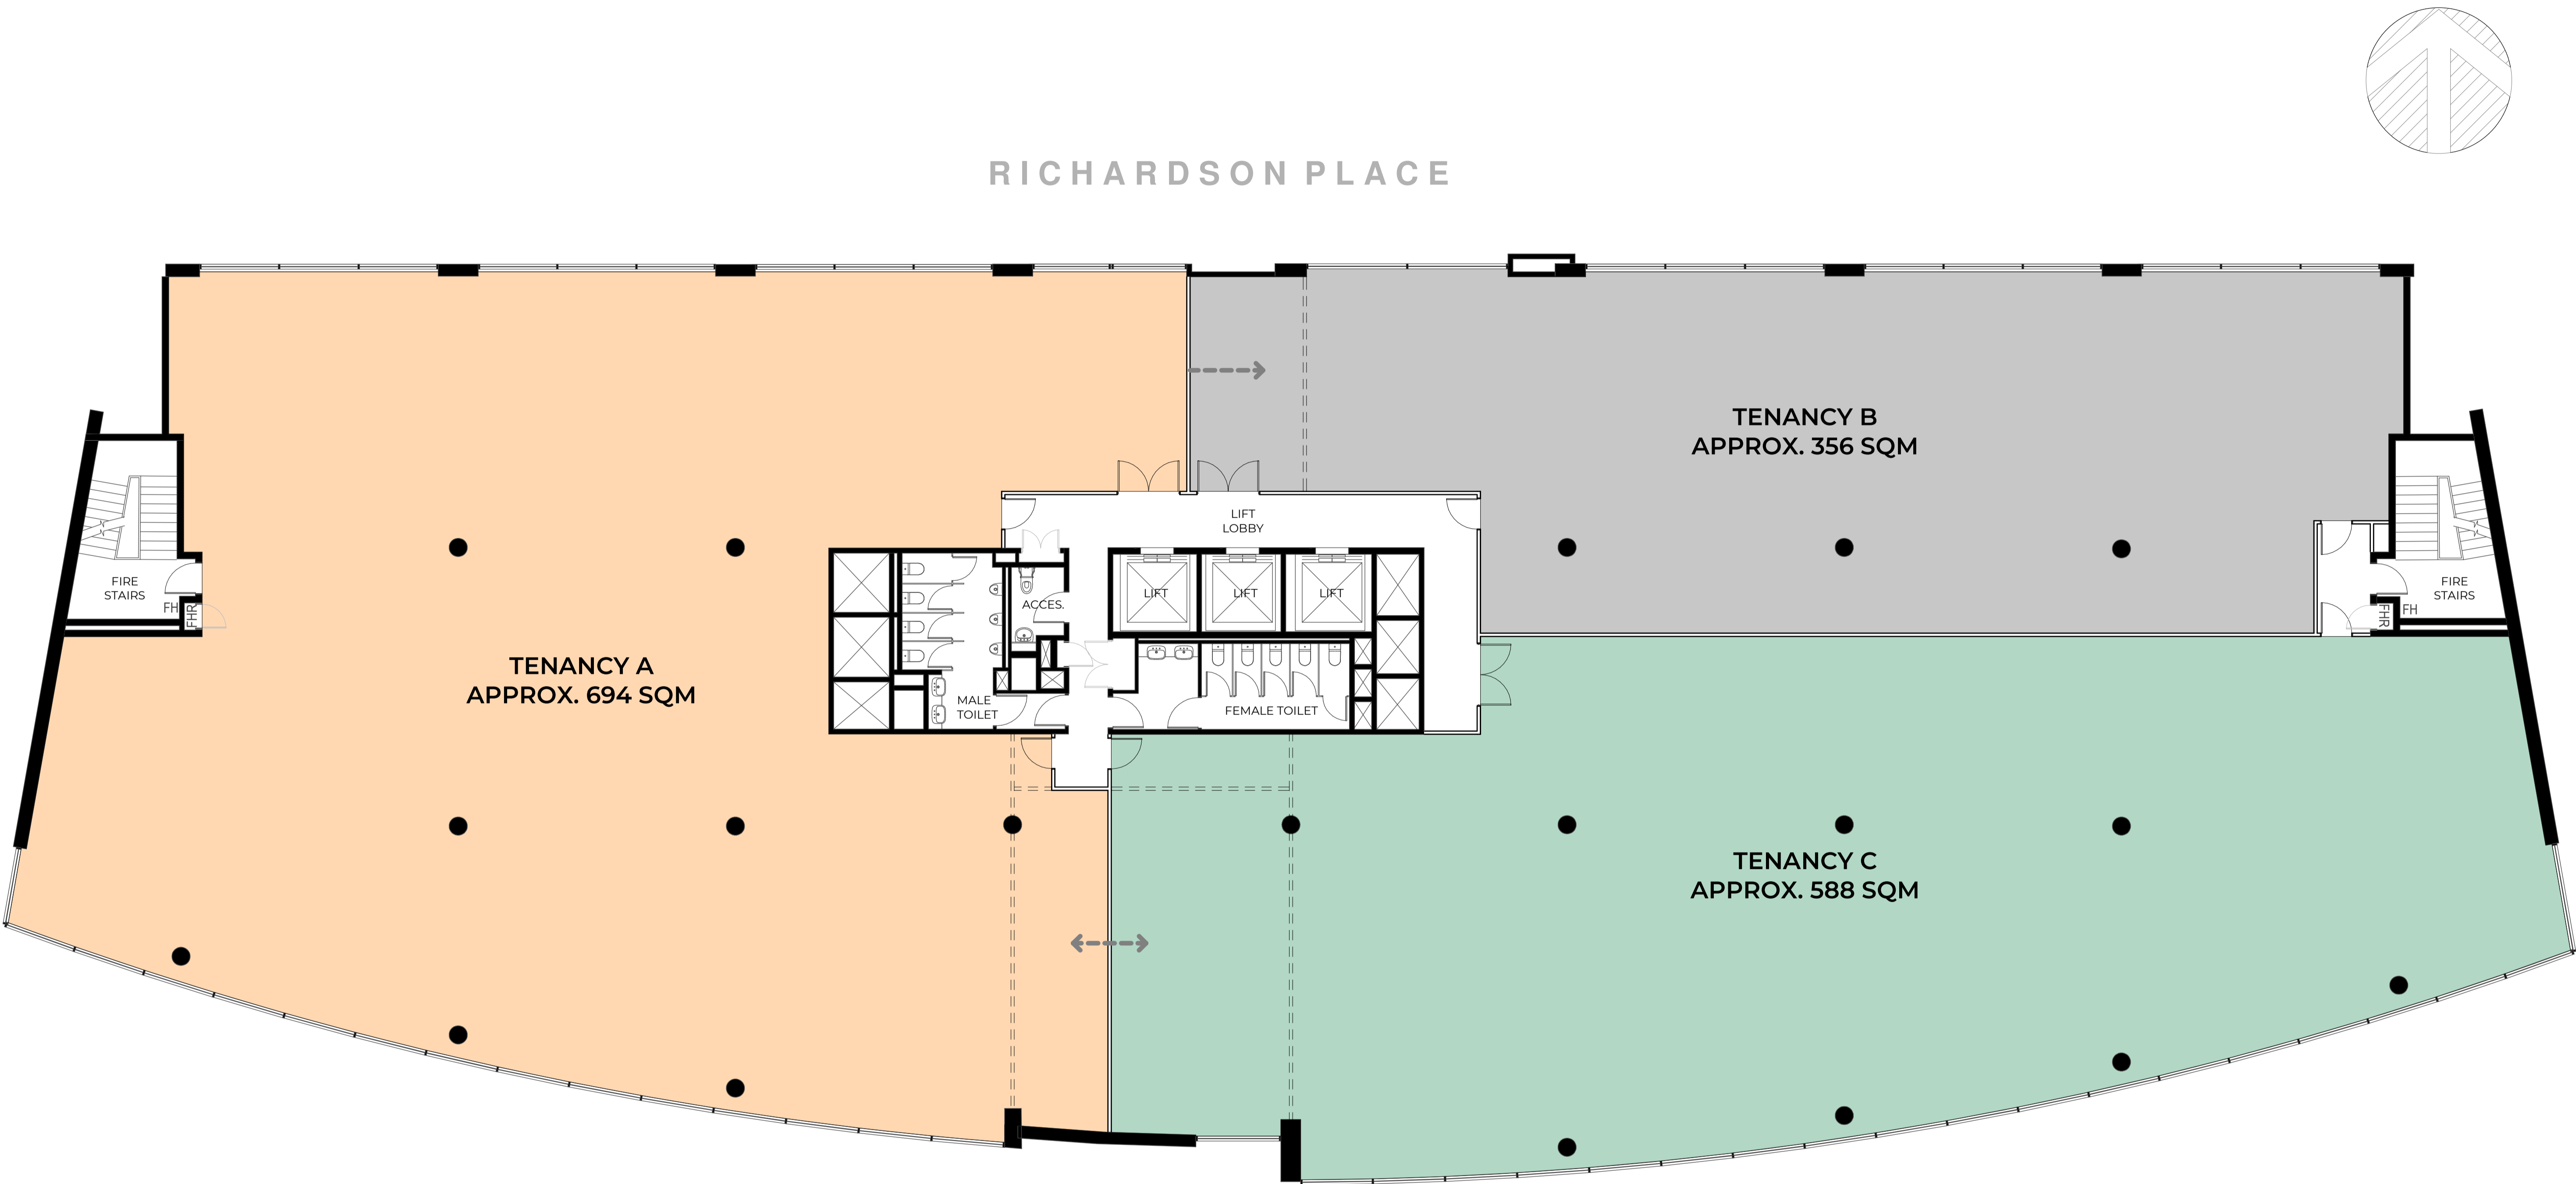 RICHARDSON PLACE
TENANCY B
APPROX. 356 SQM
LIFT
LOBBY
FIRE
STAIRS
FH
FHR
LIFT
LIFT
LIFT
ACCES.
FIRE
STAIRS
FH
FHR
TENANCY A
APPROX. 694 SQM
MALE
TOILET
FEMALE TOILET
TENANCY C
APPROX. 588 SQM